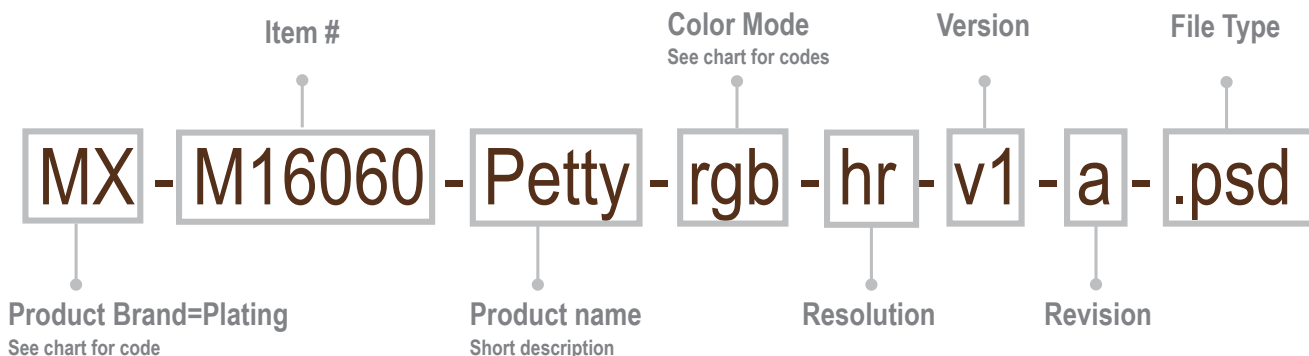 Item #
Color Mode
See chart for codes
Version
File Type
MX - M16060 - Petty - rgb - hr - v1 - a - .psd
Product Brand=Plating
See chart for code
Product name
Short description
Resolution
Revision